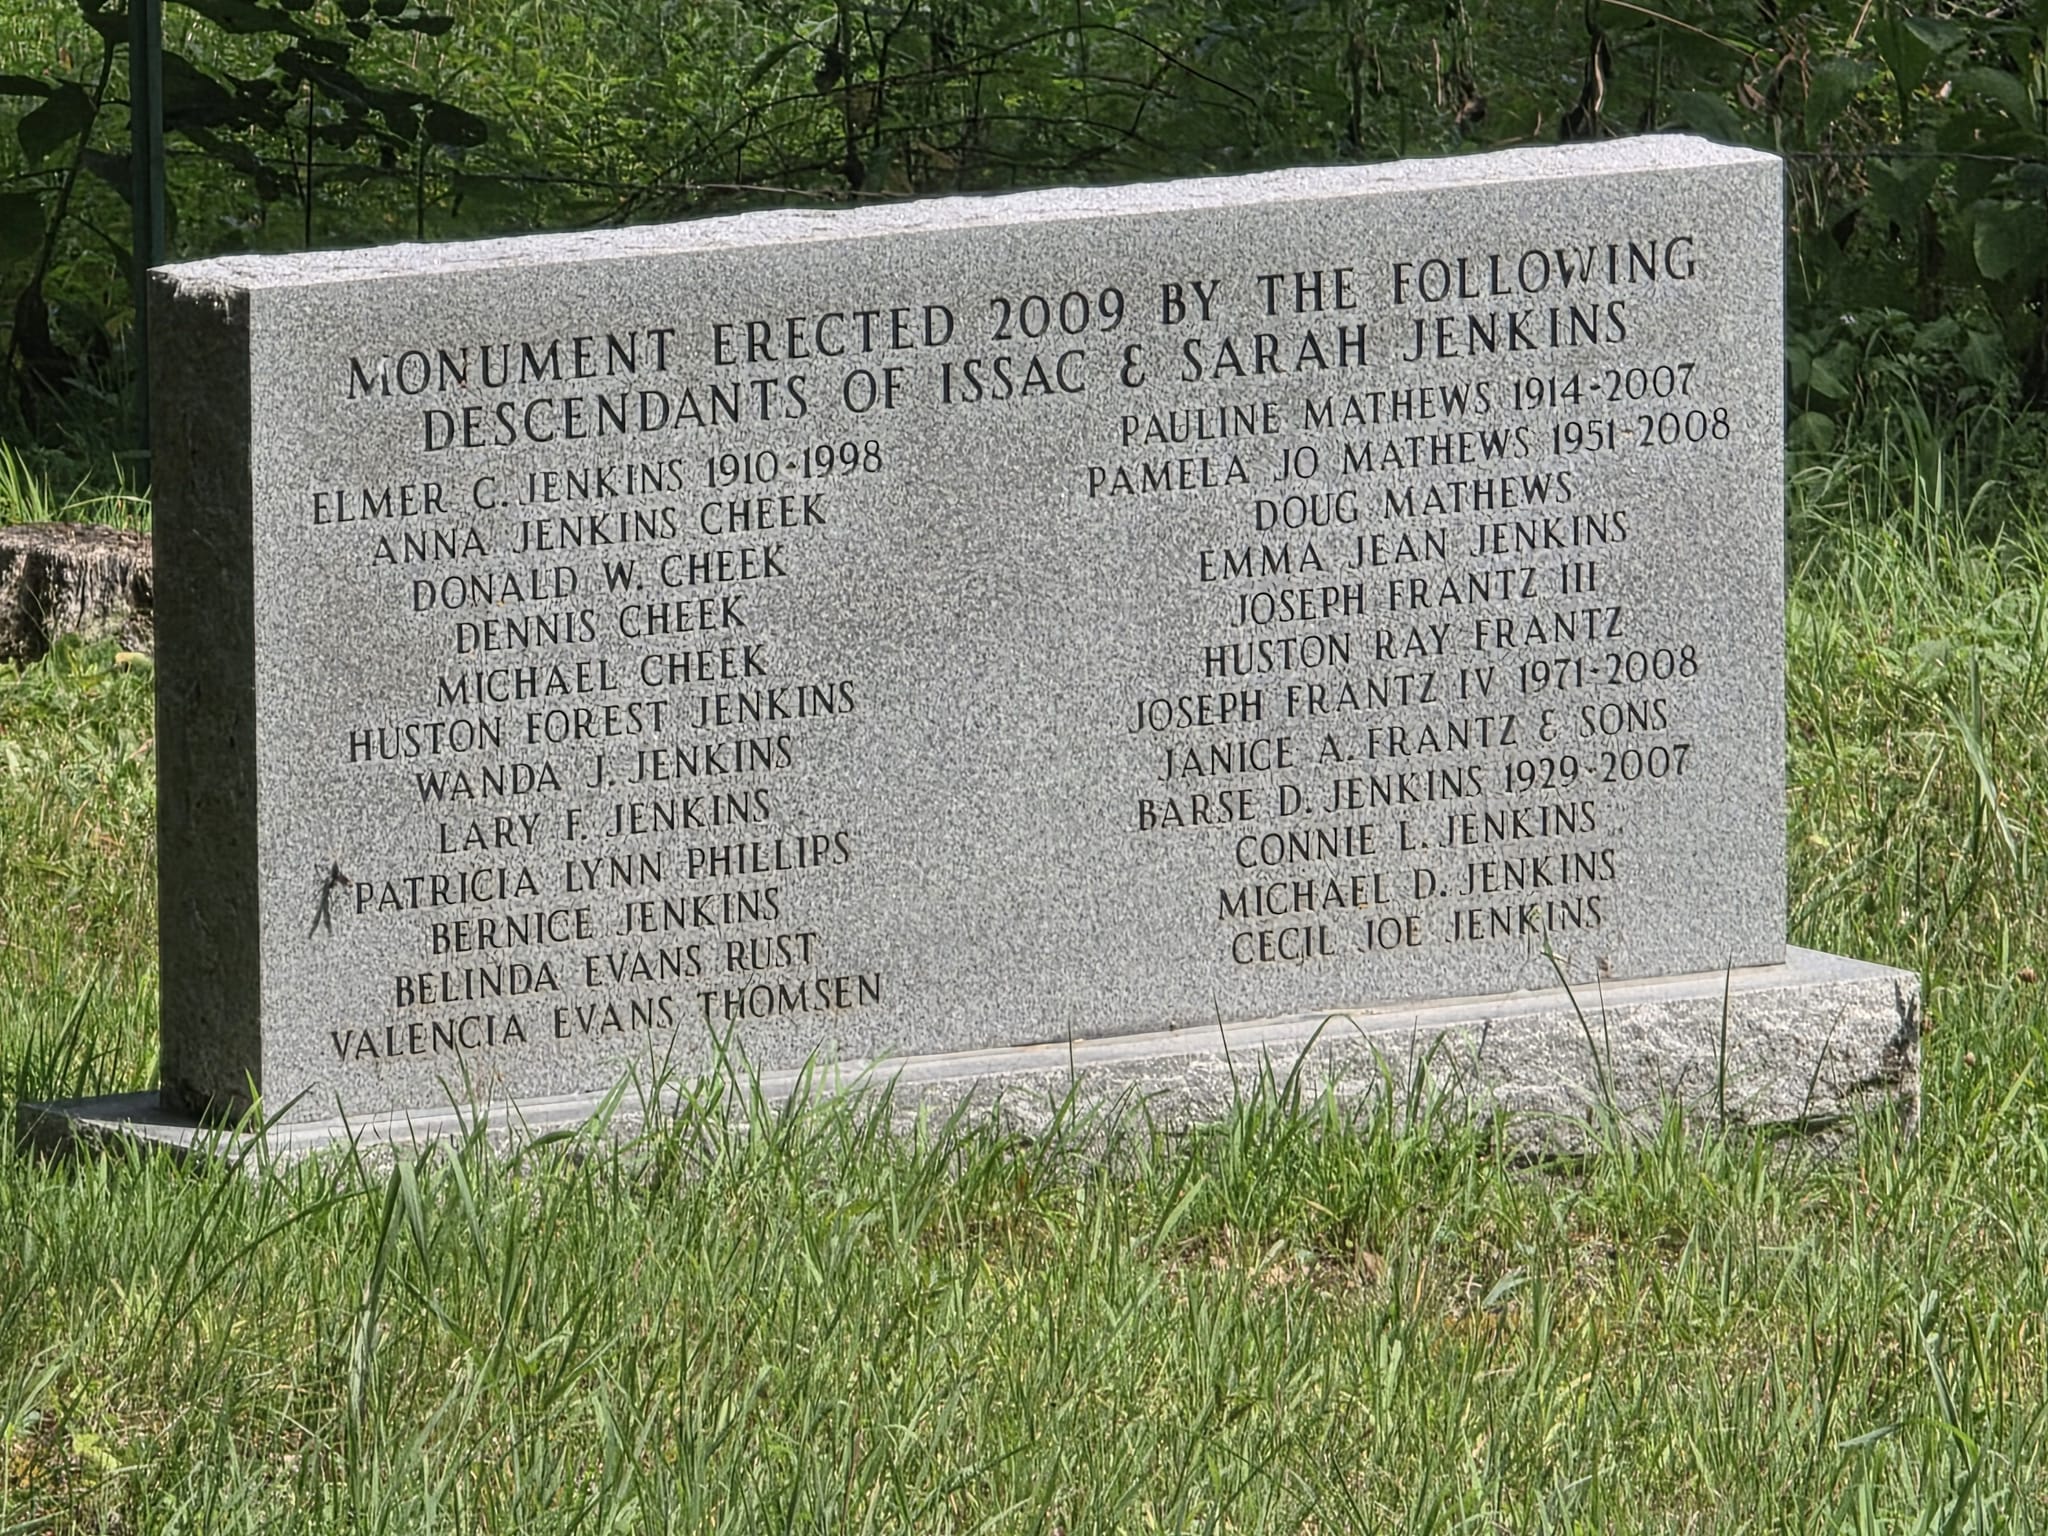 MONUMENT ERECTED 2009 BY THE FOLLOWING
DESCENDANTS OF ISSAC & SARAH JENKINS
ELMER C. JENKINS 1910-1998
ANNA JENKINS CHEEK
DONALD W. CHEEK
DENNIS CHEEK
MICHAEL CHEEK
HUSTON FOREST JENKINS
WANDA J. JENKINS
LARY F. JENKINS
PATRICIA LYNN PHILLIPS
BERNICE JENKINS
BELINDA EVANS RUST
VALENCIA EVANS THOMSEN
PAULINE MATHEWS 1914-2007
PAMELA JO MATHEWS 1951-2008
DOUG MATHEWS
EMMA JEAN JENKINS
JOSEPH FRANTZ III
HUSTON RAY FRANTZ
JOSEPH FRANTZ IV 1971-2008
JANICE A. FRANTZ & SONS
BARSE D. JENKINS 1929-2007
CONNIE L. JENKINS
MICHAEL D. JENKINS
CECIL JOE JENKINS